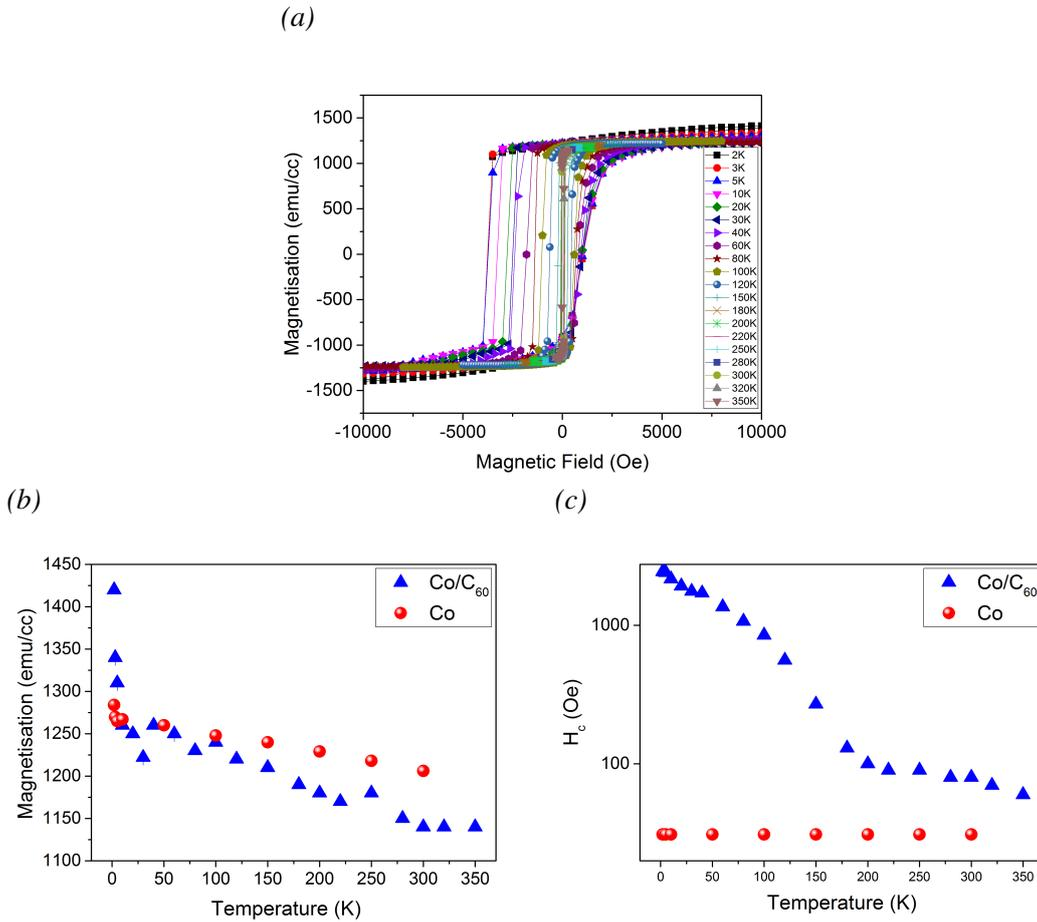 (a)
1500
1000
500
0
-500
-1000
-1500
Magnetisation (emu/cc)
2K
3K
5K
10K
20K
30K
40K
60K
80K
100K
120K
150K
180K
200K
220K
250K
280K
300K
320K
350K
-10000 -5000 0 5000 10000
Magnetic Field (Oe)
(b)
1450
1400
1350
1300
1250
1200
1150
1100
Magnetisation (emu/cc)
Co/C60
Co
0 50 100 150 200 250 300 350
Temperature (K)
(c)
1000
100
Hc (Oe)
Co/C60
Co
0 50 100 150 200 250 300 350
Temperature (K)